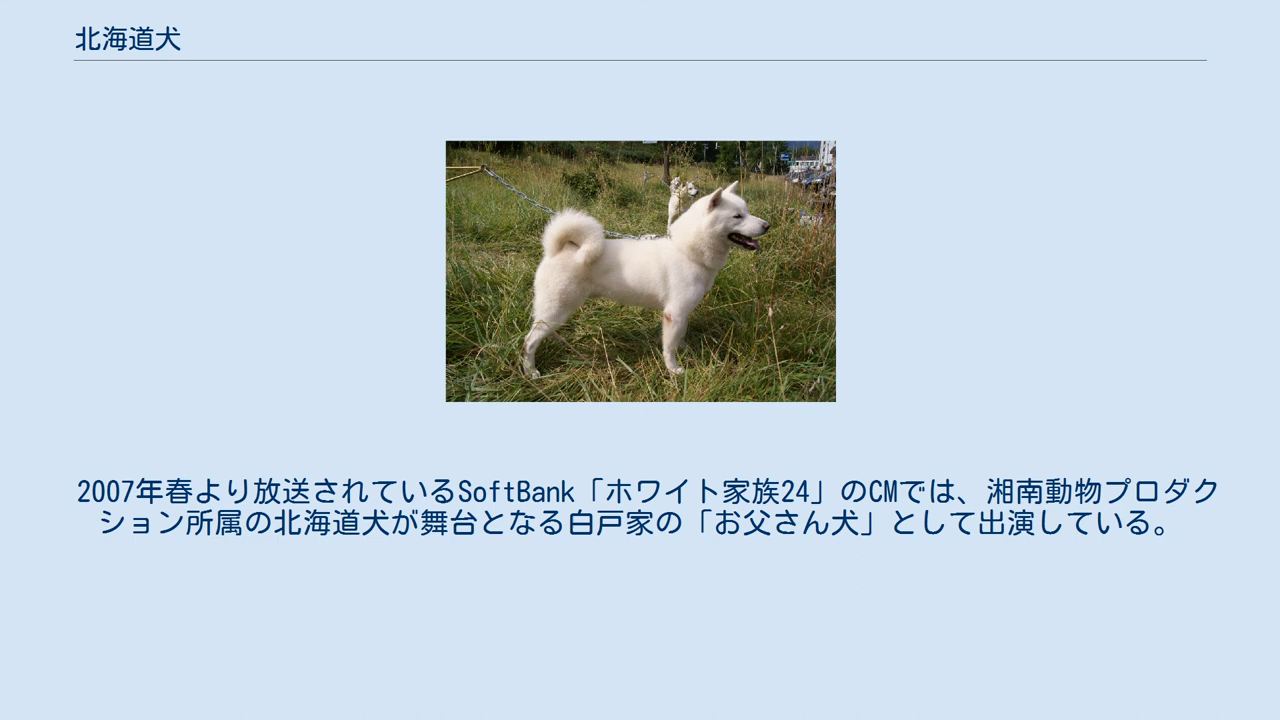 北海道犬
2007年春より放送されているSoftBank「ホワイト家族24」のCMでは、湘南動物プロダク
ション所属の北海道犬が舞台となる白戸家の「お父さん犬」として出演している。